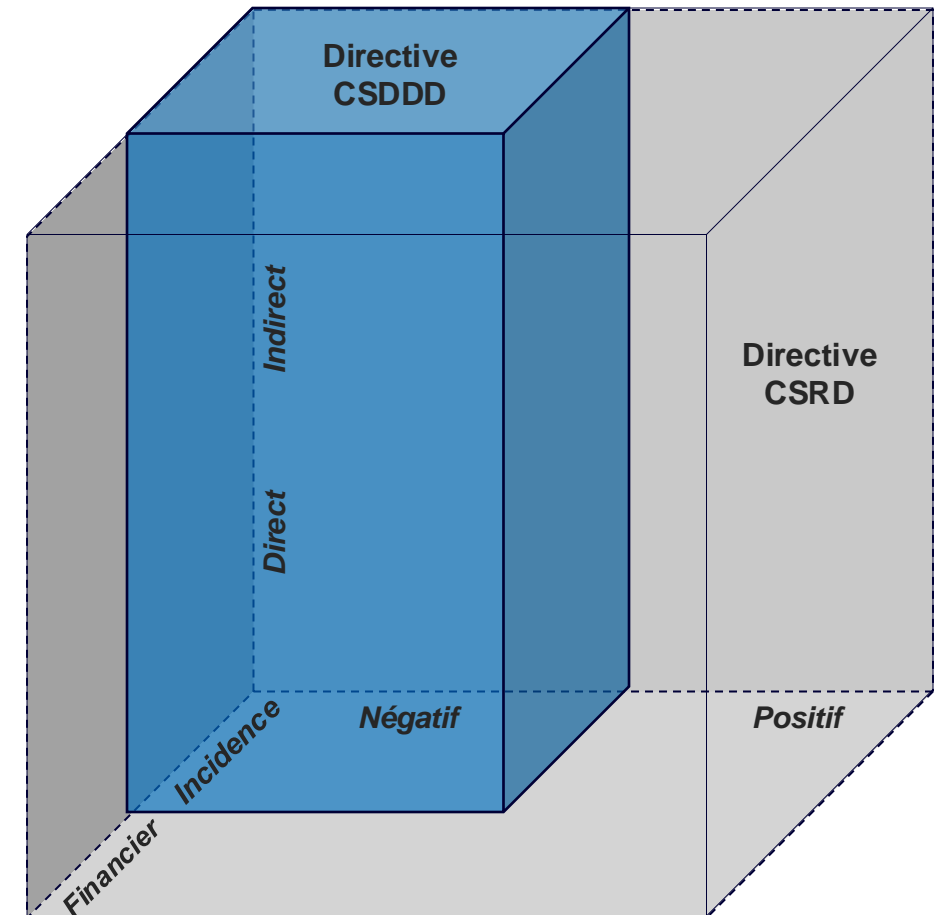 Directive
CSDDD
Indirect
Directive
CSRD
Direct
Négatif
Positif
Incidence
Financier